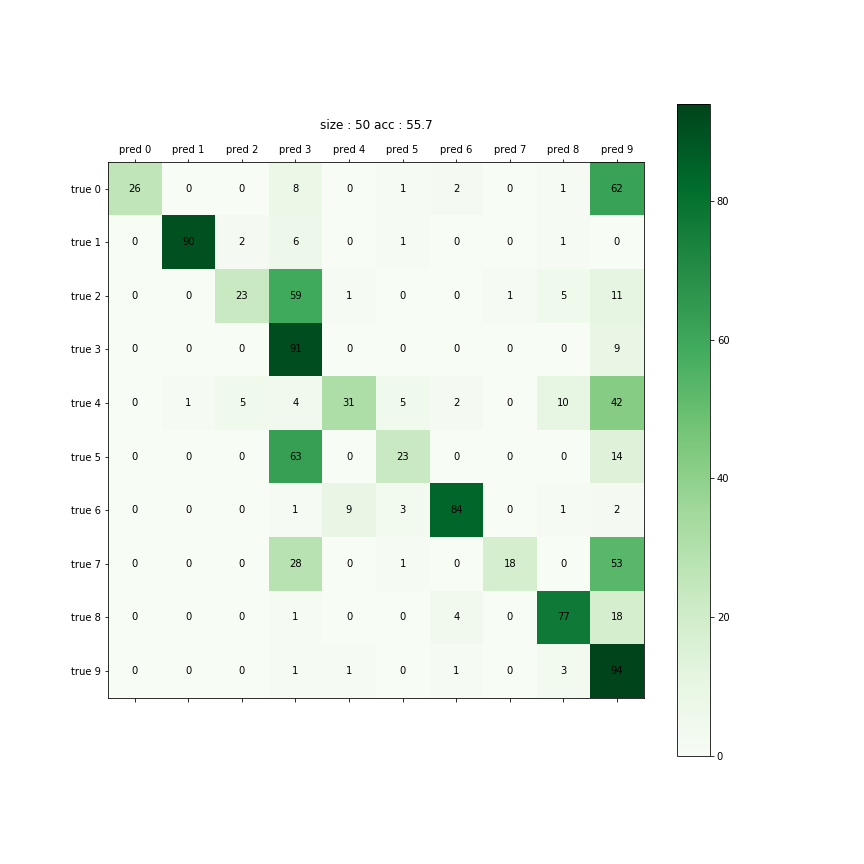 size : 50 acc : 55.7
pred 0 pred 1 pred 2 pred 3 pred 4 pred 5 pred 6 pred 7 pred 8 pred 9
true 0 26 0 0 8 0 1 2 0 1 62
true 1 0 90 2 6 0 1 0 0 1 0
true 2 0 0 23 59 1 0 0 1 5 11
true 3 0 0 0 91 0 0 0 0 0 9
true 4 0 1 5 4 31 5 2 0 10 42
true 5 0 0 0 63 0 23 0 0 0 14
true 6 0 0 0 1 9 3 84 0 1 2
true 7 0 0 0 28 0 1 0 18 0 53
true 8 0 0 0 1 0 0 4 0 77 18
true 9 0 0 0 1 1 0 1 0 3 94
80
60
40
20
0